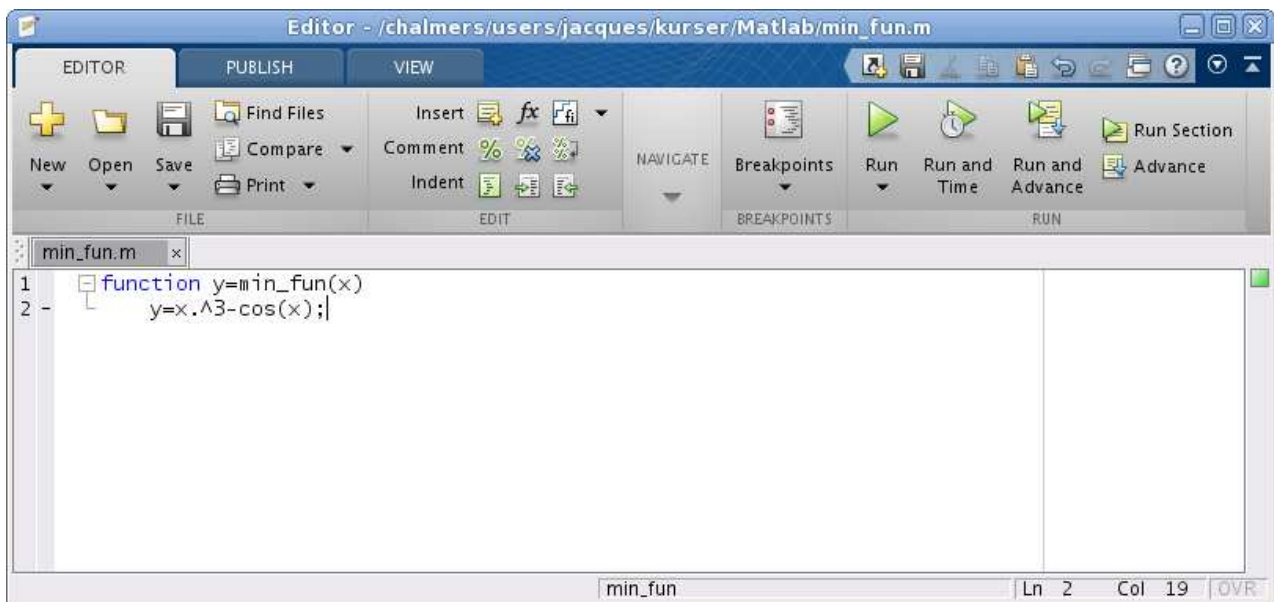 Editor - /chalmers/users/jacques/kurser/Matlab/min_fun.m
EDITOR PUBLISH VIEW
Find Files Insert fx fi
New Open Save Compare Comment % % % NAVIGATE Breakpoints Run Run and Time Run and Advance Run Section
Print Indent Advance
FILE EDIT BREAKPOINTS RUN
min_fun.m
1 function y=min_fun(x)
2 - y=x.^3-cos(x);
min_fun Ln 2 Col 19 OVR